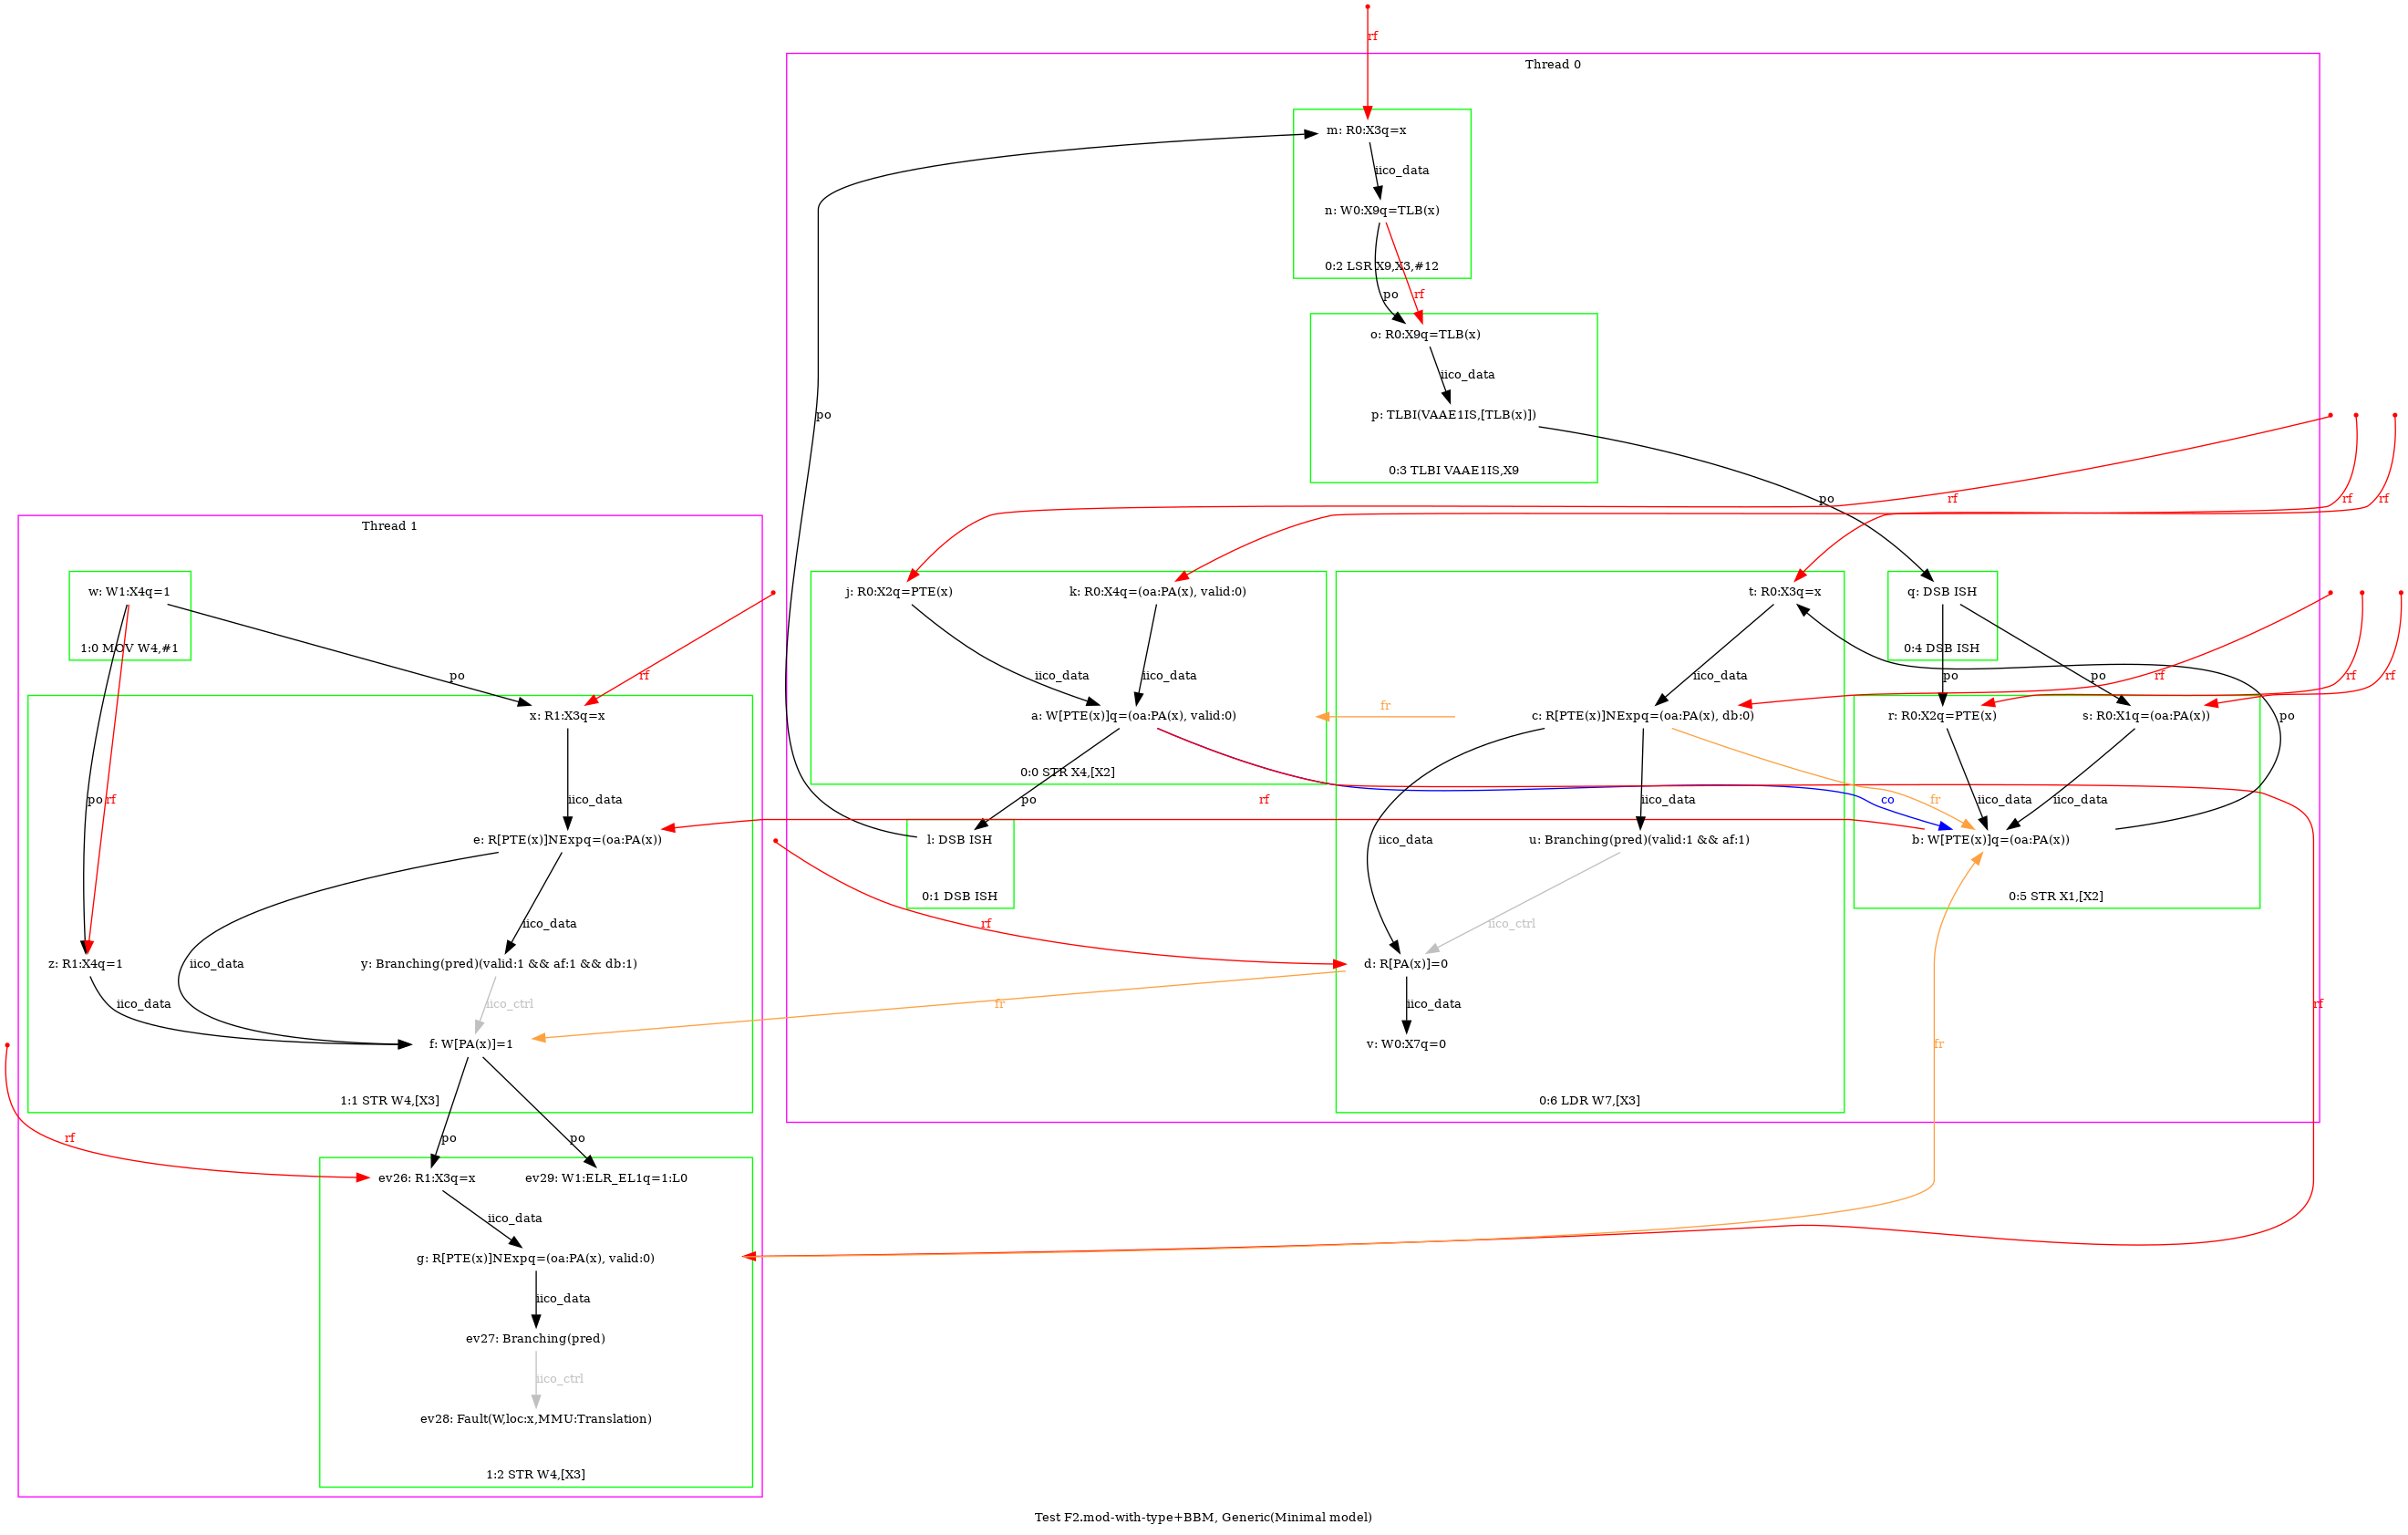 rf
Thread 0
m: R0:X3q=x
iico_data
n: W0:X9q=TLB(x)
0:2 LSR X9,X3,#12
po
rf
o: R0:X9q=TLB(x)
iico_data
p: TLBI(VAAE1IS,[TLB(x)])
po
0:3 TLBI VAAE1IS,X9
po
rf
rf
rf
Thread 1
w: W1:X4q=1
1:0 MOV W4,#1
po
rf
j: R0:X2q=PTE(x)
k: R0:X4q=(oa:PA(x), valid:0)
t: R0:X3q=x
q: DSB ISH
0:4 DSB ISH
iico_data
iico_data
iico_data
po
po
rf
rf
rf
x: R1:X3q=x
a: W[PTE(x)]q=(oa:PA(x), valid:0)
fr
c: R[PTE(x)]NExpq=(oa:PA(x), db:0)
r: R0:X2q=PTE(x)
s: R0:X1q=(oa:PA(x))
po
0:0 STR X4,[X2]
po
rf
iico_data
po
rf
iico_data
fr
co
iico_data
iico_data
e: R[PTE(x)]NExpq=(oa:PA(x))
l: DSB ISH
iico_data
u: Branching(pred)(valid:1 && af:1)
b: W[PTE(x)]q=(oa:PA(x))
0:1 DSB ISH
0:5 STR X1,[X2]
iico_data
rf
iico_ctrl
z: R1:X4q=1
iico_data
y: Branching(pred)(valid:1 && af:1 && db:1)
d: R[PA(x)]=0
iico_data
iico_ctrl
fr
iico_data
fr
rf
f: W[PA(x)]=1
v: W0:X7q=0
1:1 STR W4,[X3]
0:6 LDR W7,[X3]
rf
po
po
ev26: R1:X3q=x
ev29: W1:ELR_EL1q=1:L0
iico_data
g: R[PTE(x)]NExpq=(oa:PA(x), valid:0)
iico_data
ev27: Branching(pred)
iico_ctrl
ev28: Fault(W,loc:x,MMU:Translation)
1:2 STR W4,[X3]
Test F2.mod-with-type+BBM, Generic(Minimal model)